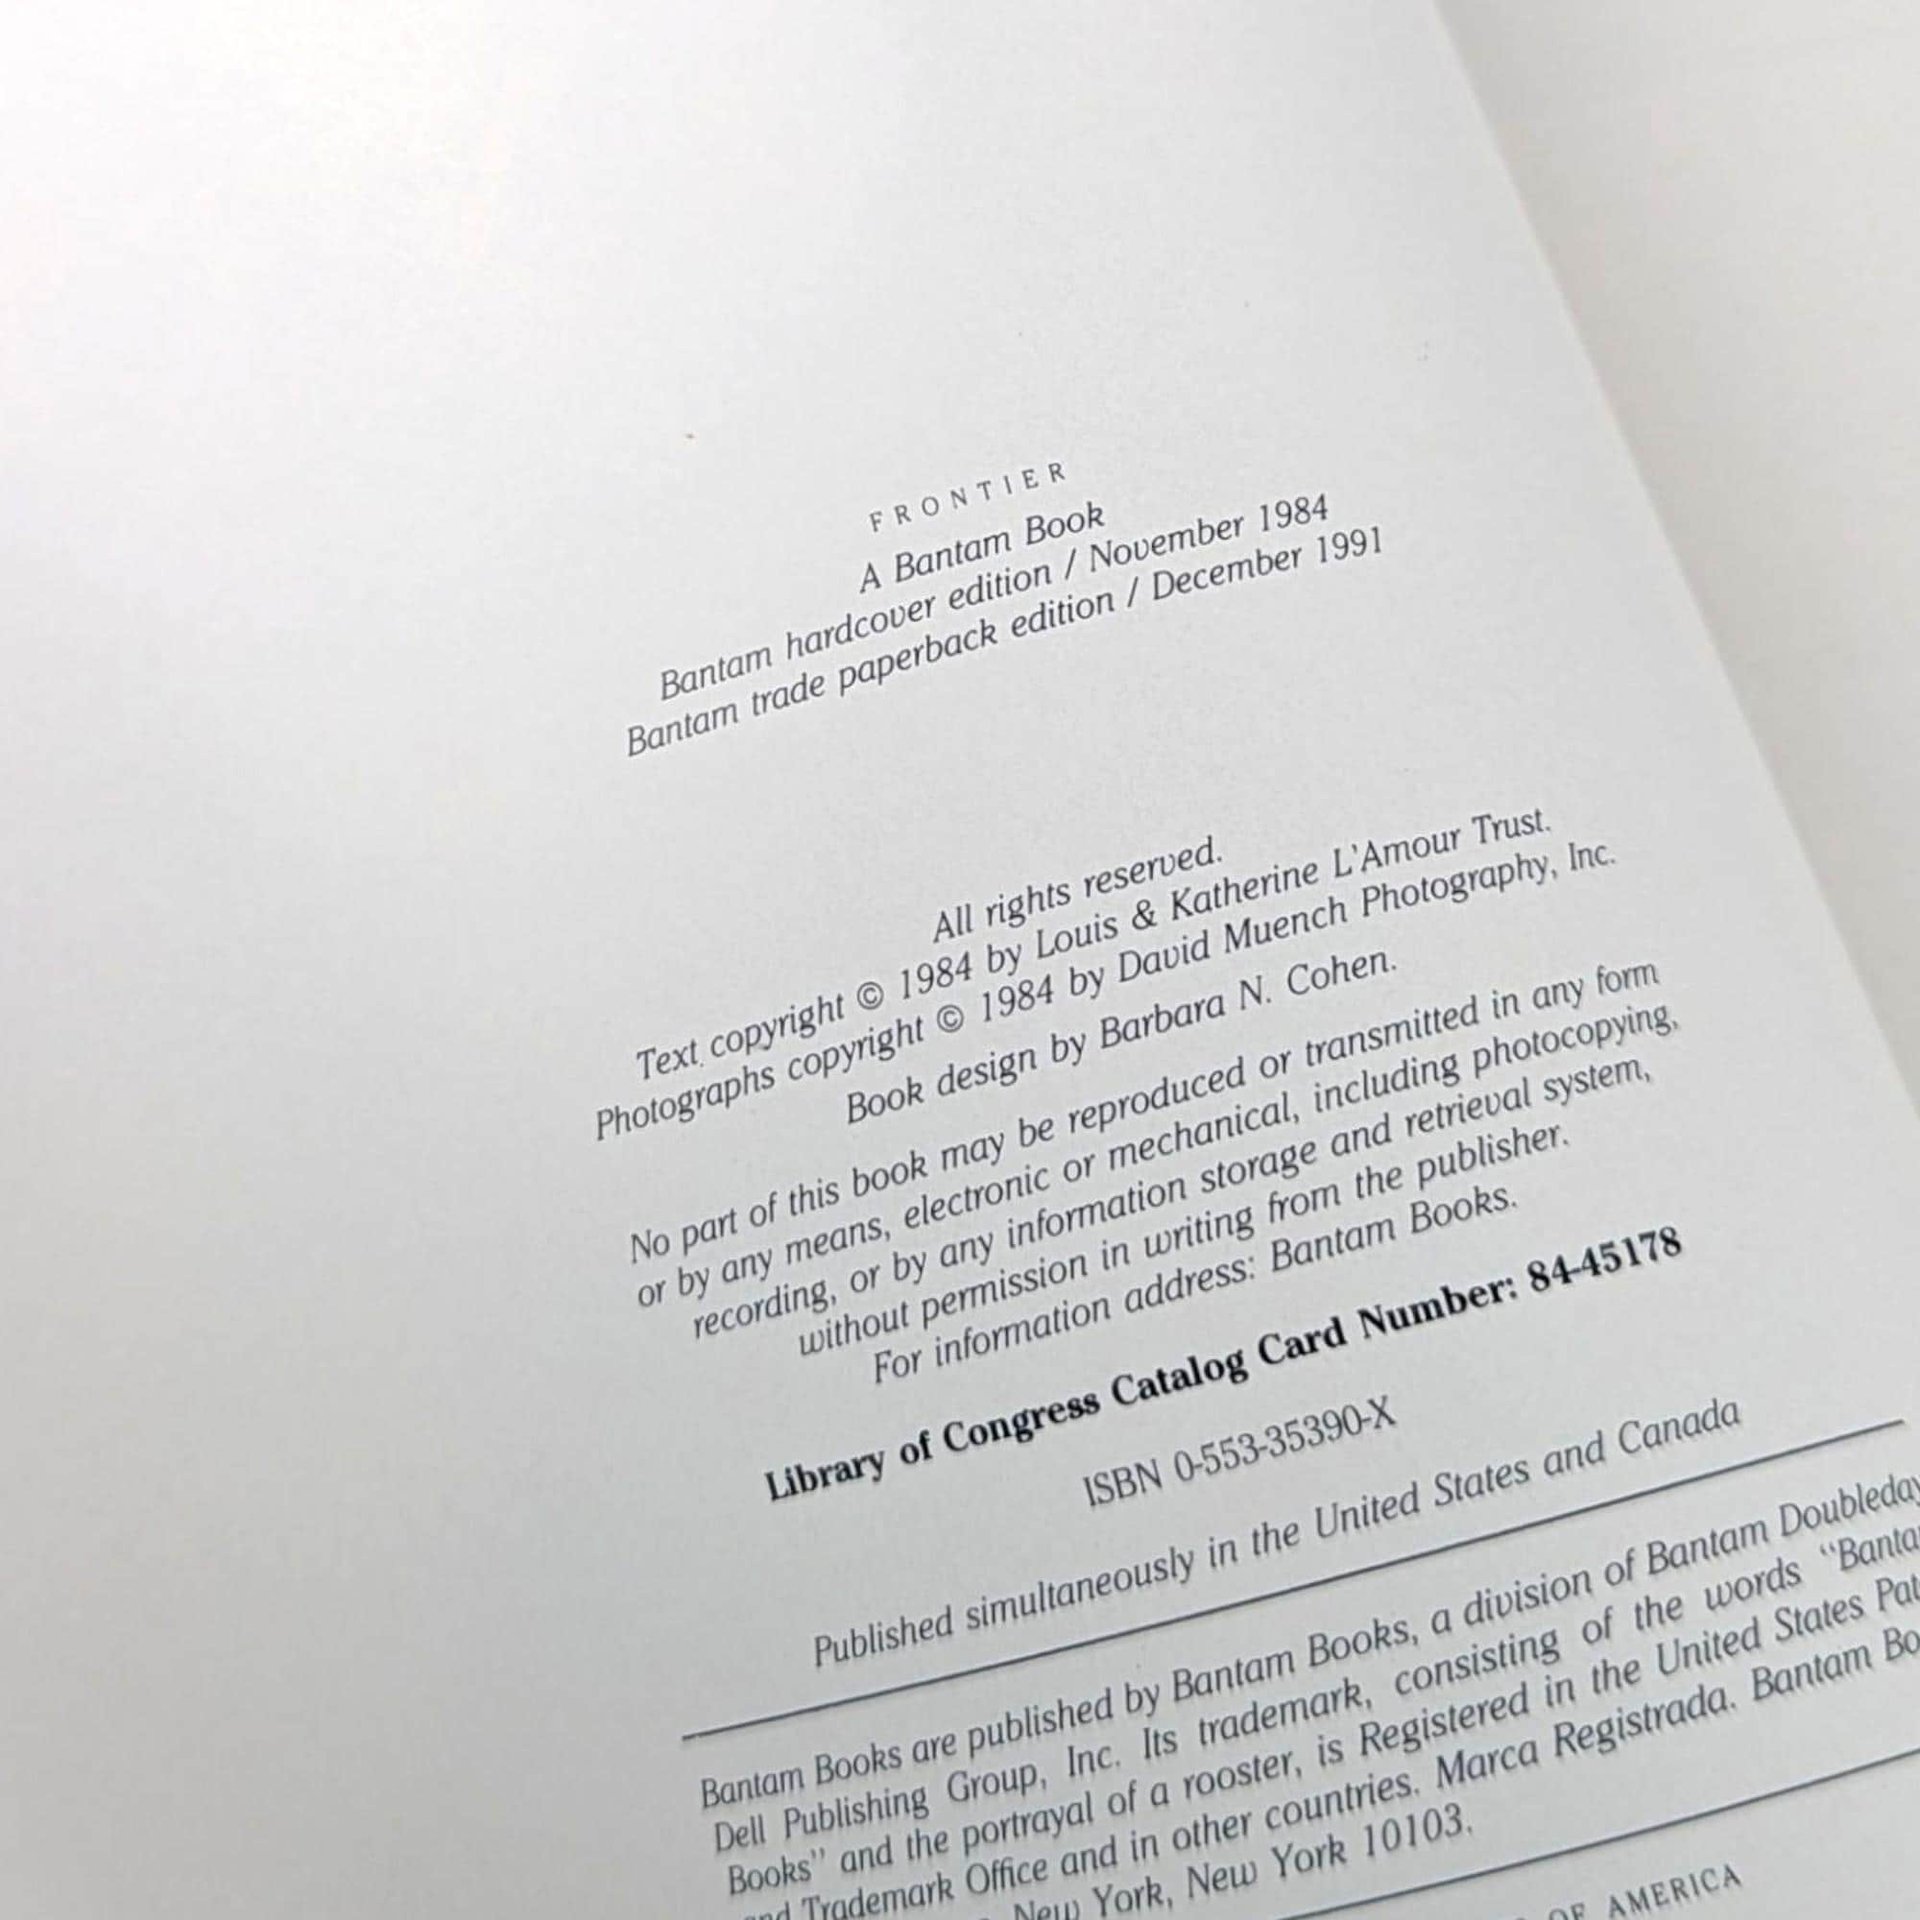 FRONTIER
A Bantam Book
Bantam hardcover edition / November 1984
Bantam trade paperback edition / December 1991
All rights reserved.
Text copyright © 1984 by Louis & Katherine L'Amour Trust.
Photographs copyright © 1984 by David Muench Photography, Inc.
Book design by Barbara N. Cohen.
No part of this book may be reproduced or transmitted in any form
or by any means, electronic or mechanical, including photocopying,
recording, or by any information storage and retrieval system,
without permission in writing from the publisher.
For information address: Bantam Books.
Library of Congress Catalog Card Number: 84-45178
ISBN 0-553-35390-X
Published simultaneously in the United States and Canada
Bantam Books are published by Bantam Books, a division of Bantam Doubleday
Dell Publishing Group, Inc. Its trademark, consisting of the words "Banta
Books" and the portrayal of a rooster, is Registered in the United States Pat
Trademark Office and in other countries. Marca Registrada. Bantam Bo
New York, New York 10103.
OF AMERICA